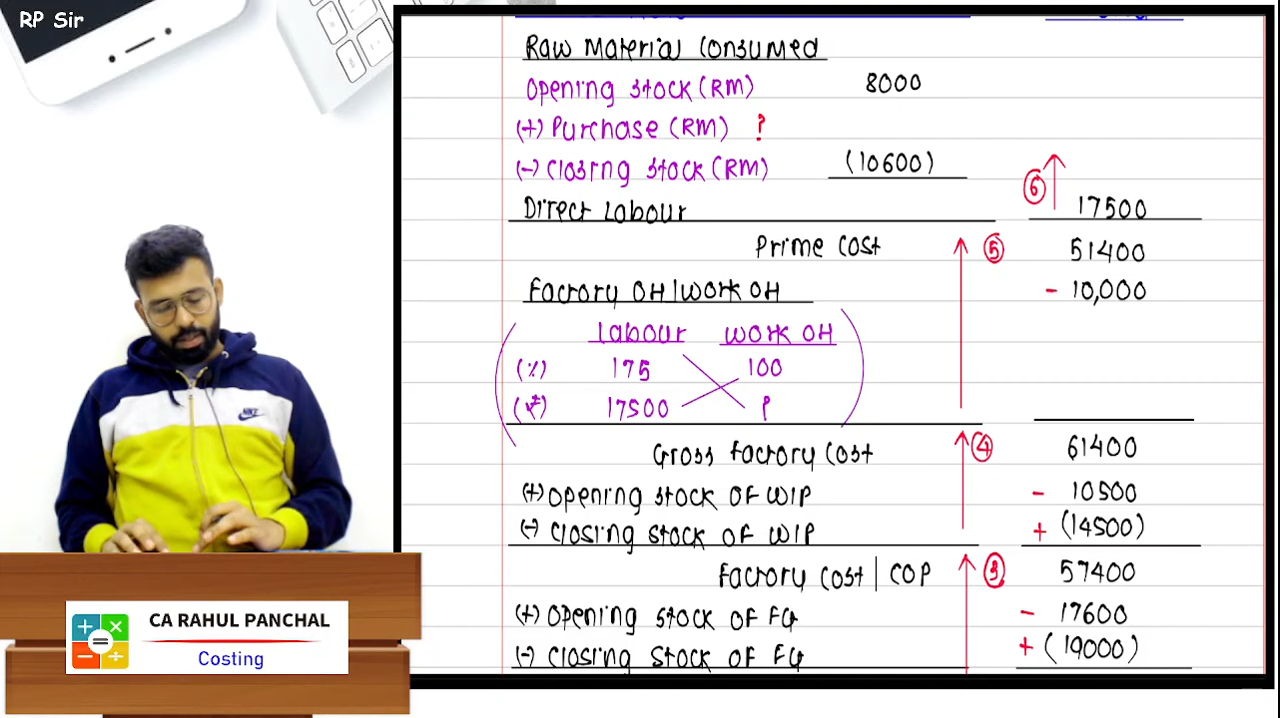 RP Sir
Raw Material Consumed
Opening Stock (RM) 8000
(+) Purchase (RM) ?
(-) Closing Stock (RM) (10600)
Direct Labour 6 17500
Prime Cost 5 51400
Factory OH | Work OH - 10,000
Labour Work OH
(%) 175 100
(₹) 17500 ?
Gross Factory Cost 4 61400
(+) Opening Stock OF WIP - 10500
(-) Closing Stock OF WIP + (14500)
Factory Cost | COP 3 57400
(+) Opening Stock OF FG - 17600
(-) Closing Stock OF FG + (19000)
CA RAHUL PANCHAL
Costing